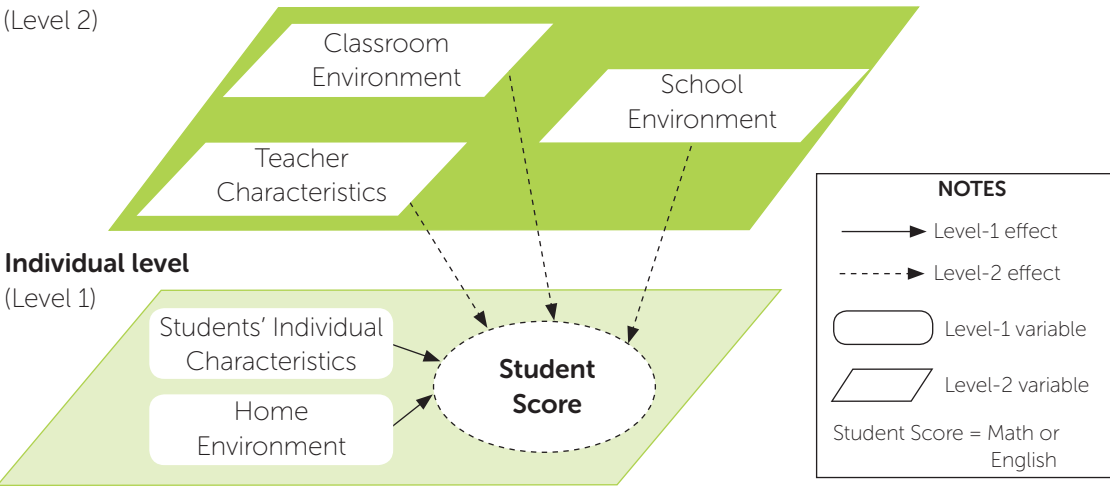 (Level 2)
Classroom
Environment
School
Environment
Teacher
Characteristics
Individual level
(Level 1)
Students' Individual
Characteristics
Home
Environment
Student
Score
NOTES
Level-1 effect
Level-2 effect
Level-1 variable
Level-2 variable
Student Score = Math or
English